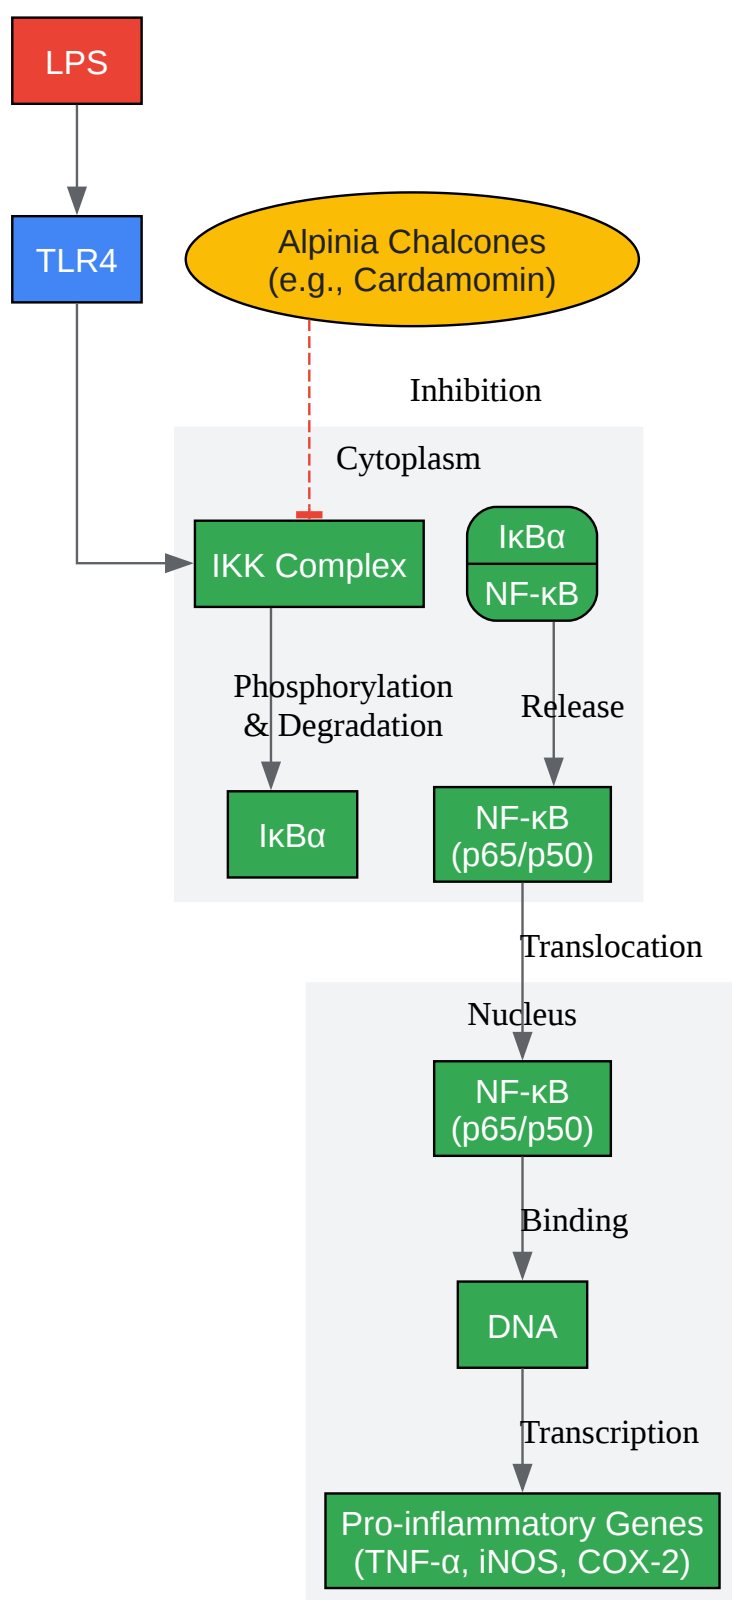 LPS
TLR4
Alpinia Chalcones
(e.g., Cardamomin)
Inhibition
Cytoplasm
IKK Complex
IκBα
NF-κB
Phosphorylation
& Degradation
Release
IκBα
NF-κB
(p65/p50)
Translocation
Nucleus
NF-κB
(p65/p50)
Binding
DNA
Transcription
Pro-inflammatory Genes
(TNF-α, iNOS, COX-2)